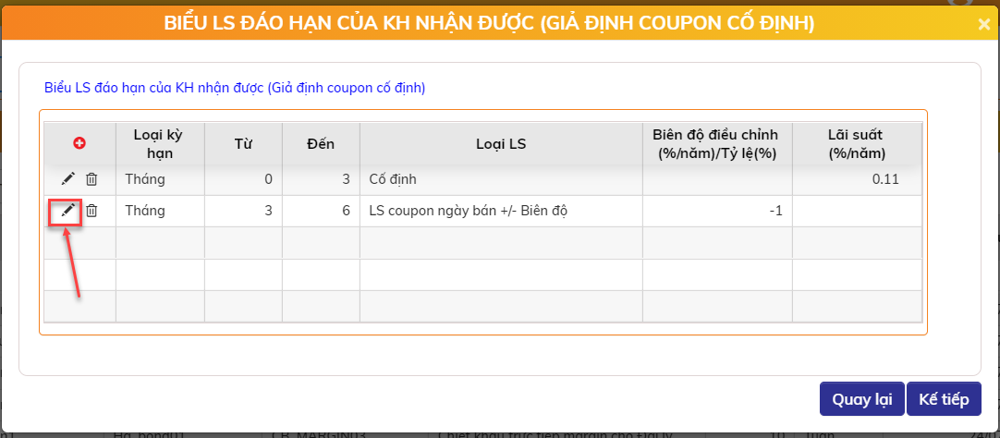 BIỂU LS ĐÁO HẠN CỦA KH NHẬN ĐƯỢC (GIẢ ĐỊNH COUPON CỐ ĐỊNH)
Biểu LS đáo hạn của KH nhận được (Giả định coupon cố định)
Loại kỳ hạn Từ Đến Loại LS Biên độ điều chỉnh (%/năm)/Tỷ lệ(%) Lãi suất (%/năm)
Tháng 0 3 Cố định 0.11
Tháng 3 6 LS coupon ngày bán +/- Biên độ -1
Quay lại Kế tiếp